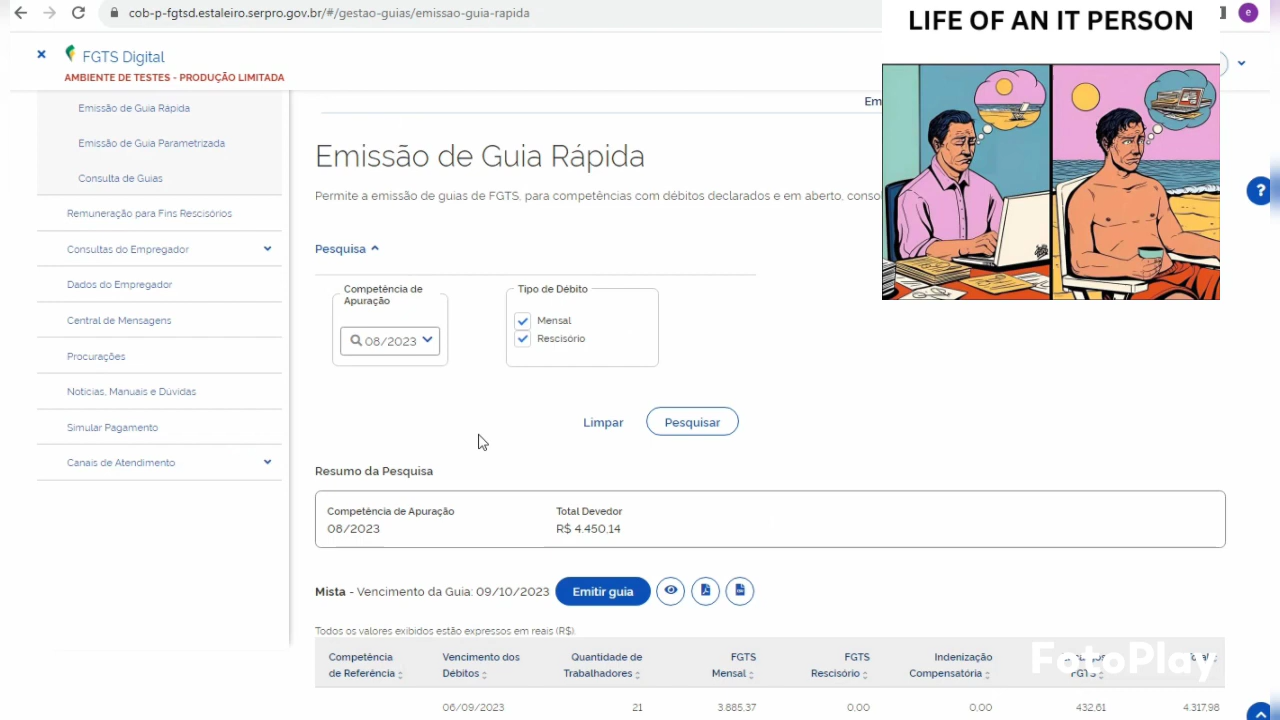 cob-p-fgtsd.estaleiro.serpro.gov.br/#/gestao-guias/emissao-guia-rapida
e
LIFE OF AN IT PERSON
FGTS Digital
AMBIENTE DE TESTES - PRODUÇÃO LIMITADA
Emissão de Guia Rápida
Emissão de Guia Parametrizada
Consulta de Guias
Remuneração para Fins Rescisórios
Consultas do Empregador
Dados do Empregador
Central de Mensagens
Procurações
Notícias, Manuais e Dúvidas
Simular Pagamento
Canais de Atendimento
Em
Emissão de Guia Rápida
Permite a emissão de guias de FGTS, para competências com débitos declarados e em aberto, conso
?
Pesquisa
Competência de
Apuração
08/2023
Tipo de Débito
Mensal
Rescisório
Limpar
Pesquisar
Resumo da Pesquisa
Competência de Apuração
08/2023
Total Devedor
R$ 4.450,14
Mista - Vencimento da Guia: 09/10/2023
Emitir guia
Todos os valores exibidos estão expressos em reais (R$).
Competência
de Referência
Vencimento dos
Débitos
Quantidade de
Trabalhadores
FGTS
Mensal
FGTS
Rescisório
Indenização
Compensatória
FGTS
FotoPlay
06/09/2023
21
3.885,37
0,00
0,00
432,61
4.317,98